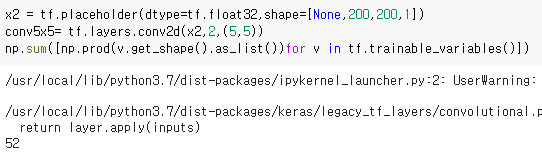 x2 = tf.placeholder(dtype=tf.float32,shape=[None,200,200,1])
conv5x5= tf.layers.conv2d(x2,2,(5,5))
np.sum([np.prod(v.get_shape().as_list())for v in tf.trainable_variables()])
/usr/local/lib/python3.7/dist-packages/ipykernel_launcher.py:2: UserWarning:
/usr/local/lib/python3.7/dist-packages/keras/legacy_tf_layers/convolutional.p
return layer.apply(inputs)
52